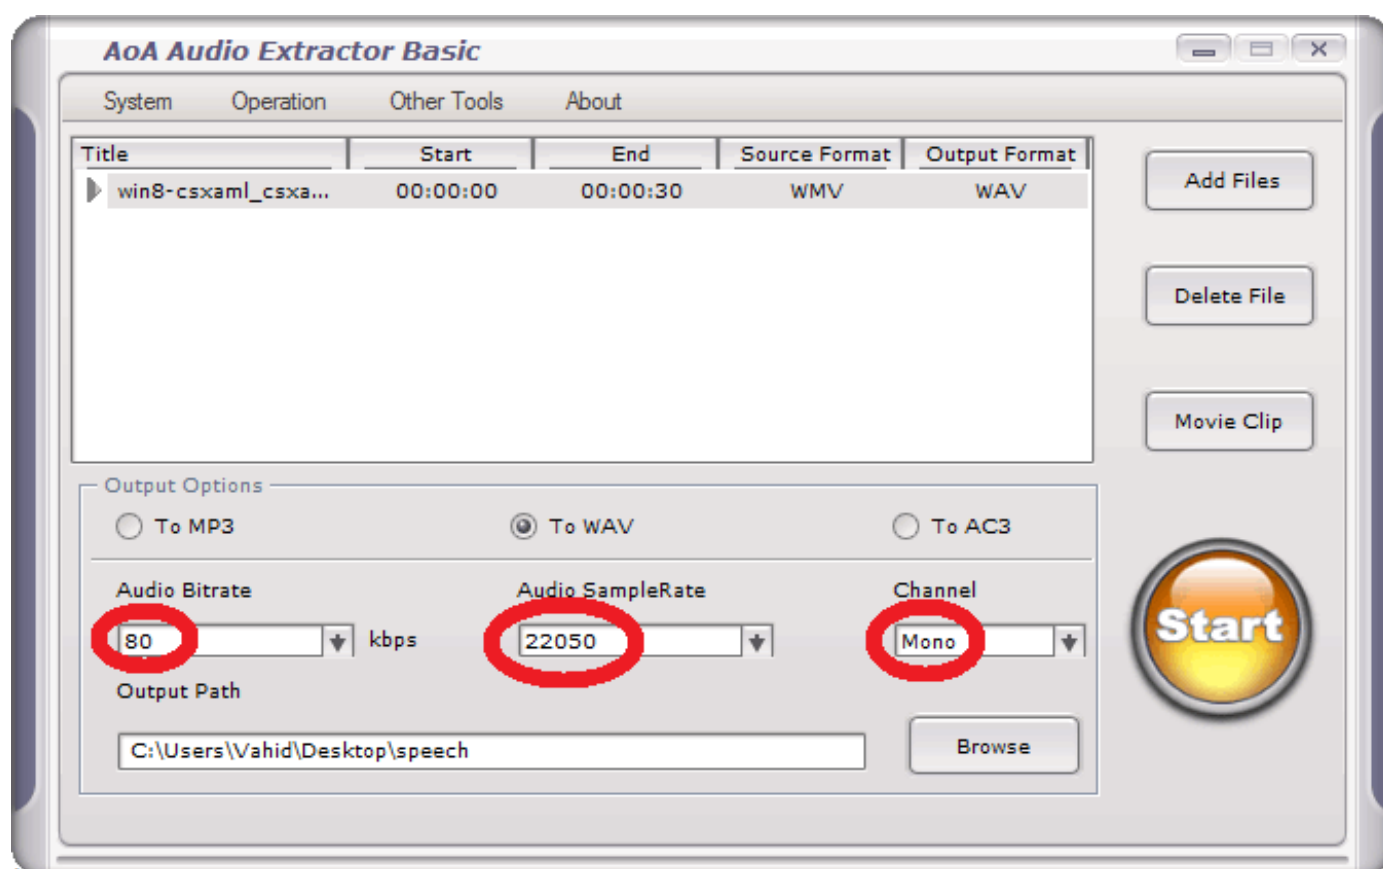 AoA Audio Extractor Basic
System Operation Other Tools About
Title Start End Source Format Output Format
win8-csxaml_csxa... 00:00:00 00:00:30 WMV WAV
Add Files
Delete File
Movie Clip
Output Options
To MP3 To WAV To AC3
Audio Bitrate Audio SampleRate Channel
80 kbps 22050 Mono
Start
Output Path
C:\Users\Vahid\Desktop\speech
Browse